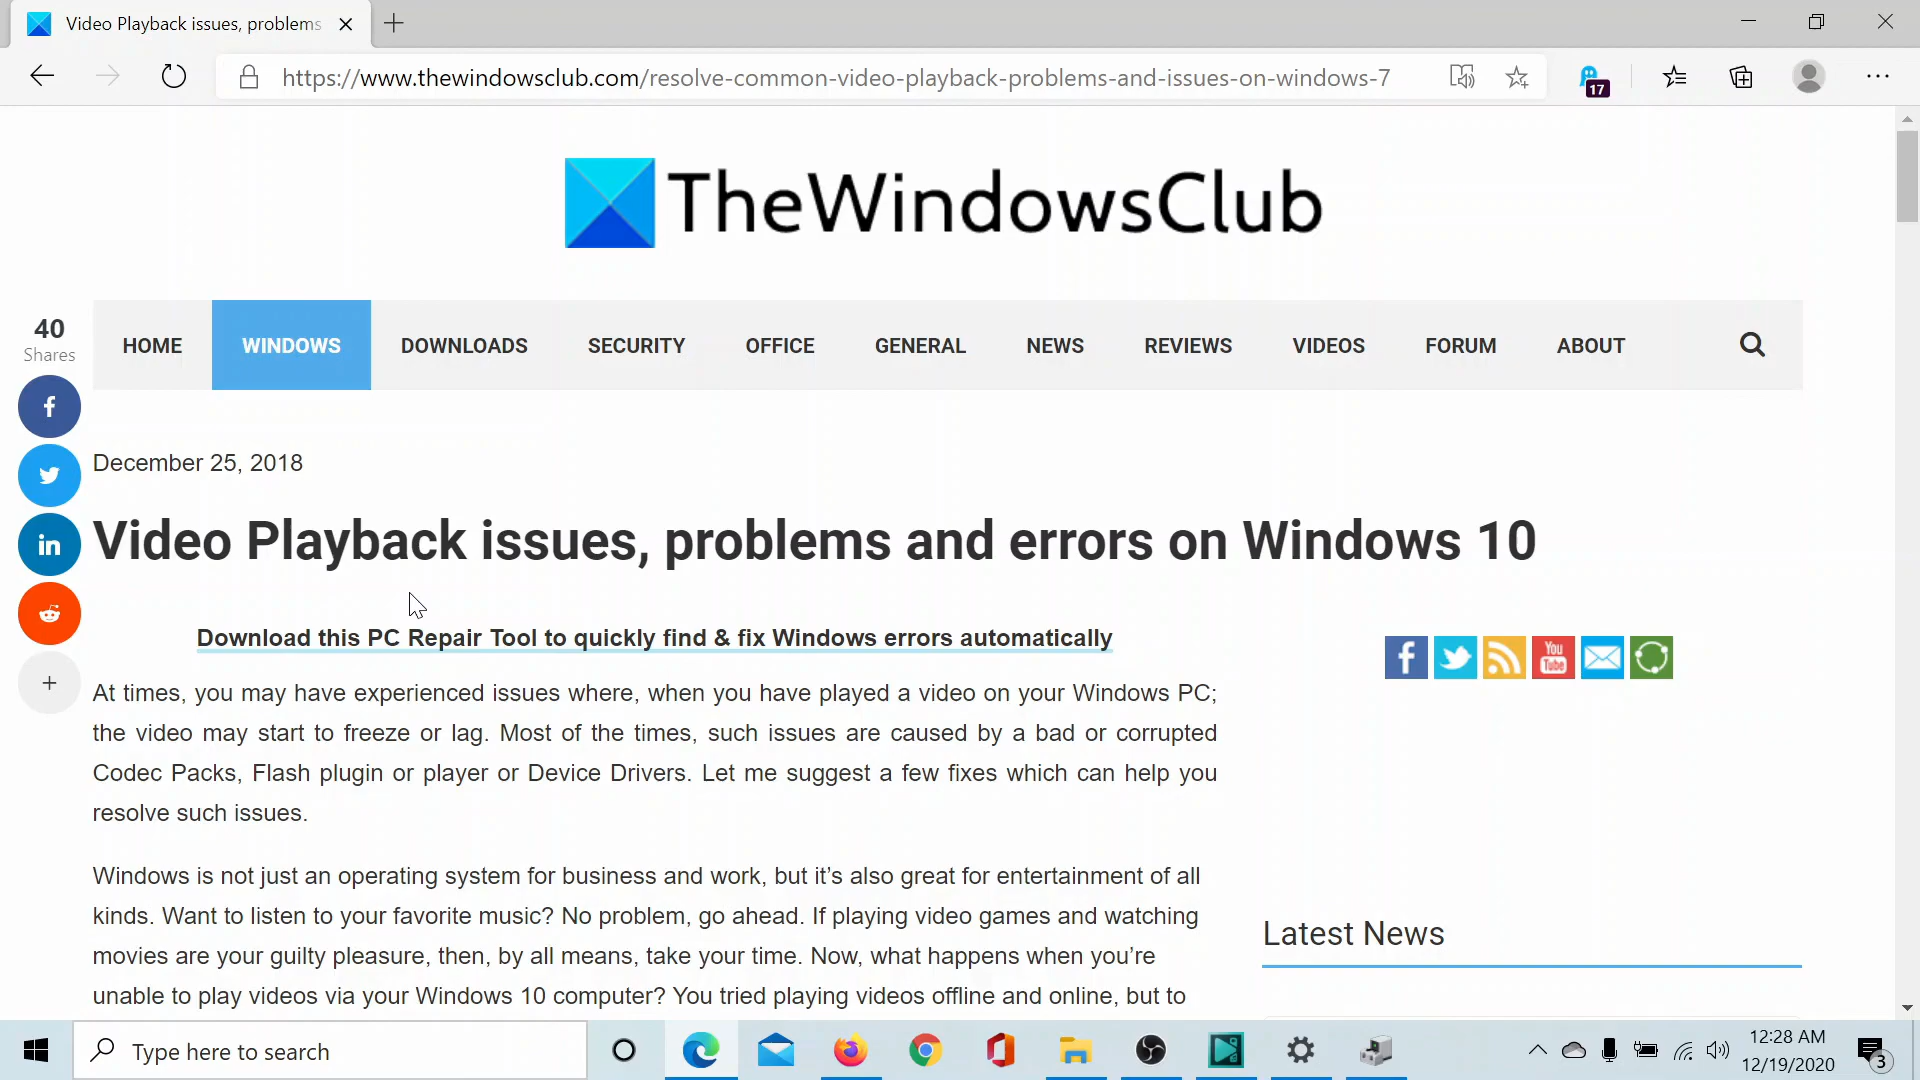 Video Playback issues, problems
https://www.thewindowsclub.com/resolve-common-video-playback-problems-and-issues-on-windows-7
17
TheWindowsClub
40
Shares
HOME WINDOWS DOWNLOADS SECURITY OFFICE GENERAL NEWS REVIEWS VIDEOS FORUM ABOUT
December 25, 2018
Video Playback issues, problems and errors on Windows 10
Download this PC Repair Tool to quickly find & fix Windows errors automatically
You
Tube
At times, you may have experienced issues where, when you have played a video on your Windows PC;
the video may start to freeze or lag. Most of the times, such issues are caused by a bad or corrupted
Codec Packs, Flash plugin or player or Device Drivers. Let me suggest a few fixes which can help you
resolve such issues.
Windows is not just an operating system for business and work, but it’s also great for entertainment of all
kinds. Want to listen to your favorite music? No problem, go ahead. If playing video games and watching
movies are your guilty pleasure, then, by all means, take your time. Now, what happens when you’re
unable to play videos via your Windows 10 computer? You tried playing videos offline and online, but to
Latest News
Type here to search
12:28 AM
12/19/2020
3